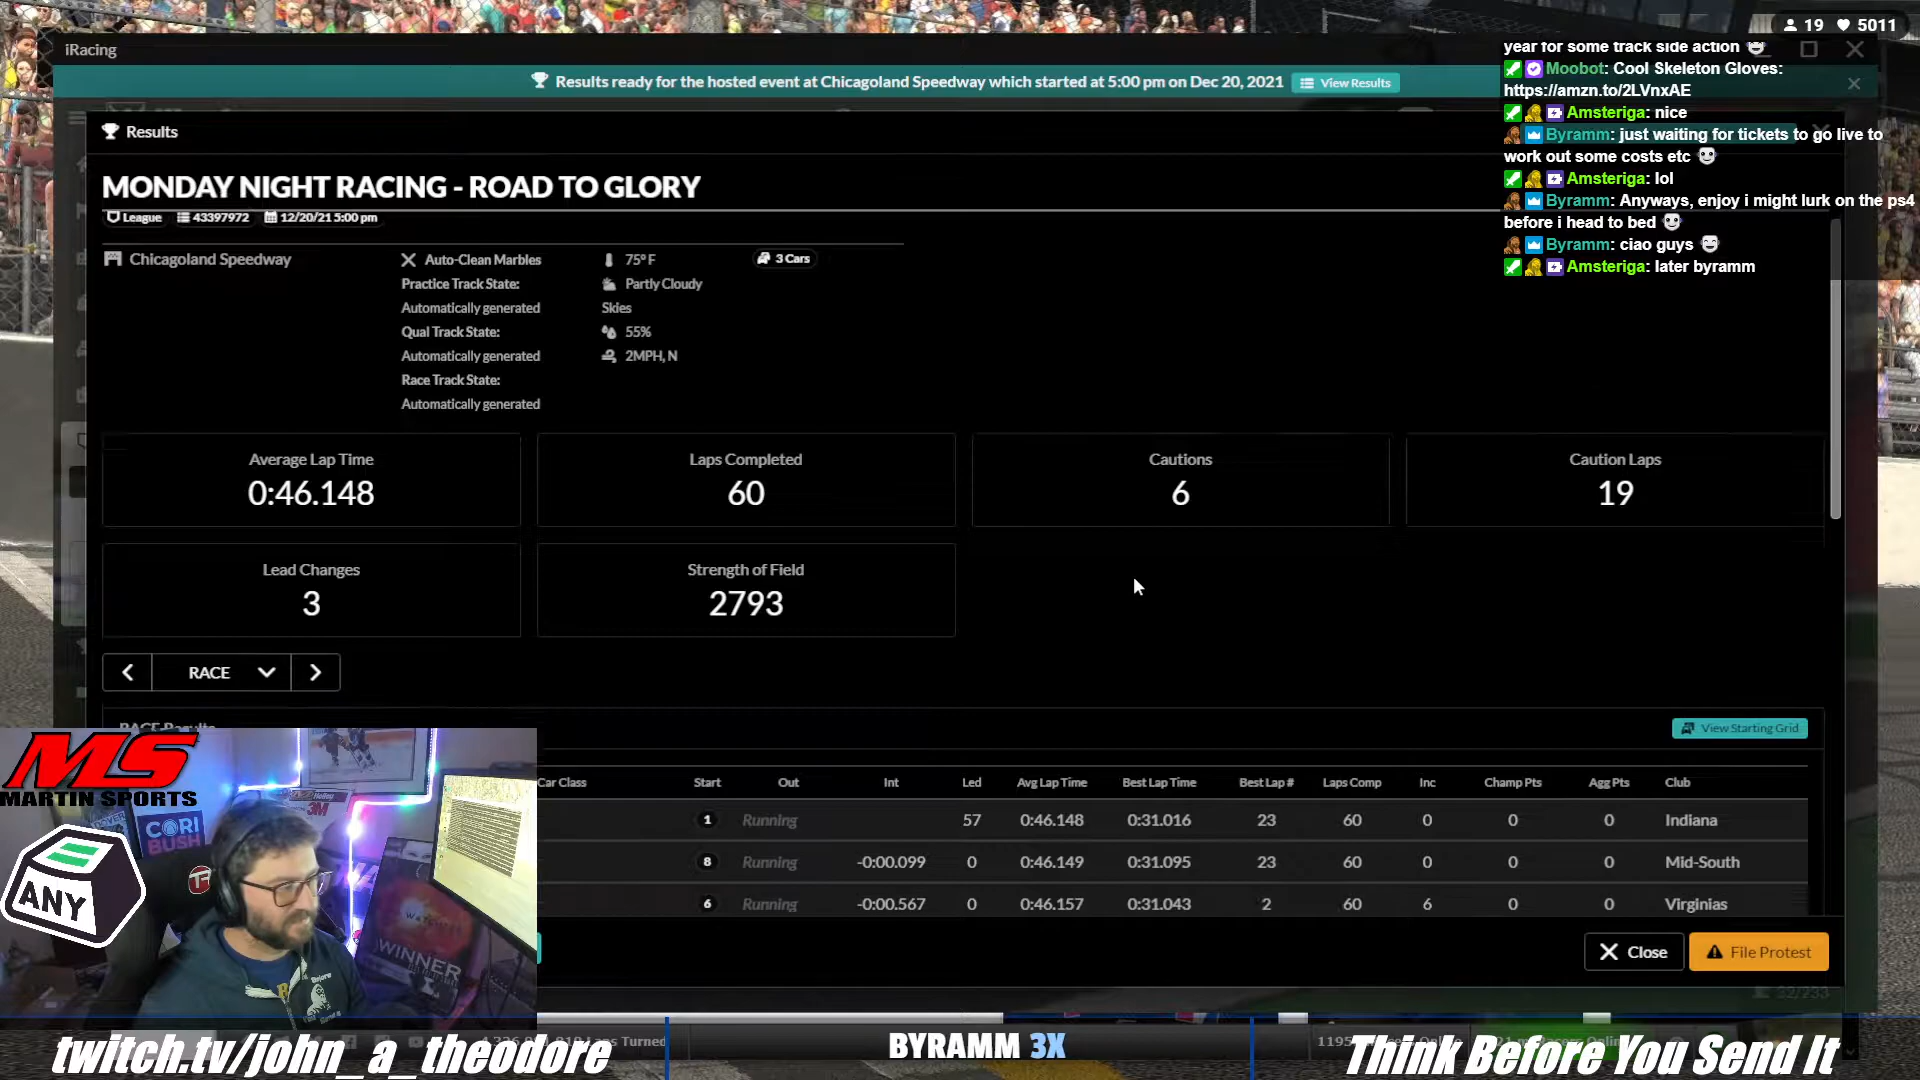 19 5011
iRacing
year for some track side action
Results ready for the hosted event at Chicagoland Speedway which started at 5:00 pm on Dec 20, 2021 View Results
Moobot: Cool Skeleton Gloves:
https://amzn.to/2LVnxAE
Amsteriga: nice
Byramm: just waiting for tickets to go live to
work out some costs etc
Amsteriga: lol
Byramm: Anyways, enjoy i might lurk on the ps4
before i head to bed
Byramm: ciao guys
Amsteriga: later byramm
Results
MONDAY NIGHT RACING - ROAD TO GLORY
League 43397972 12/20/21 5:00 pm
Chicagoland Speedway
Auto-Clean Marbles
Practice Track State:
Automatically generated
Qual Track State:
Automatically generated
Race Track State:
Automatically generated
75° F
Partly Cloudy
Skies
55%
2MPH, N
3 Cars
Average Lap Time
0:46.148
Laps Completed
60
Cautions
6
Caution Laps
19
Lead Changes
3
Strength of Field
2793
RACE
RACE Results
View Starting Grid
Car Class Start Out Int Led Avg Lap Time Best Lap Time Best Lap # Laps Comp Inc Champ Pts Agg Pts Club
1 Running 57 0:46.148 0:31.016 23 60 0 0 0 Indiana
8 Running -0:00.099 0 0:46.149 0:31.095 23 60 0 0 0 Mid-South
6 Running -0:00.567 0 0:46.157 0:31.043 2 60 6 0 0 Virginias
Close File Protest
MS
MARTIN SPORTS
CORI
BUSH
3M
ANY
WINNER
twitch.tv/john_a_theodore
Turned
BYRAMM 3X
Think Before You Send It